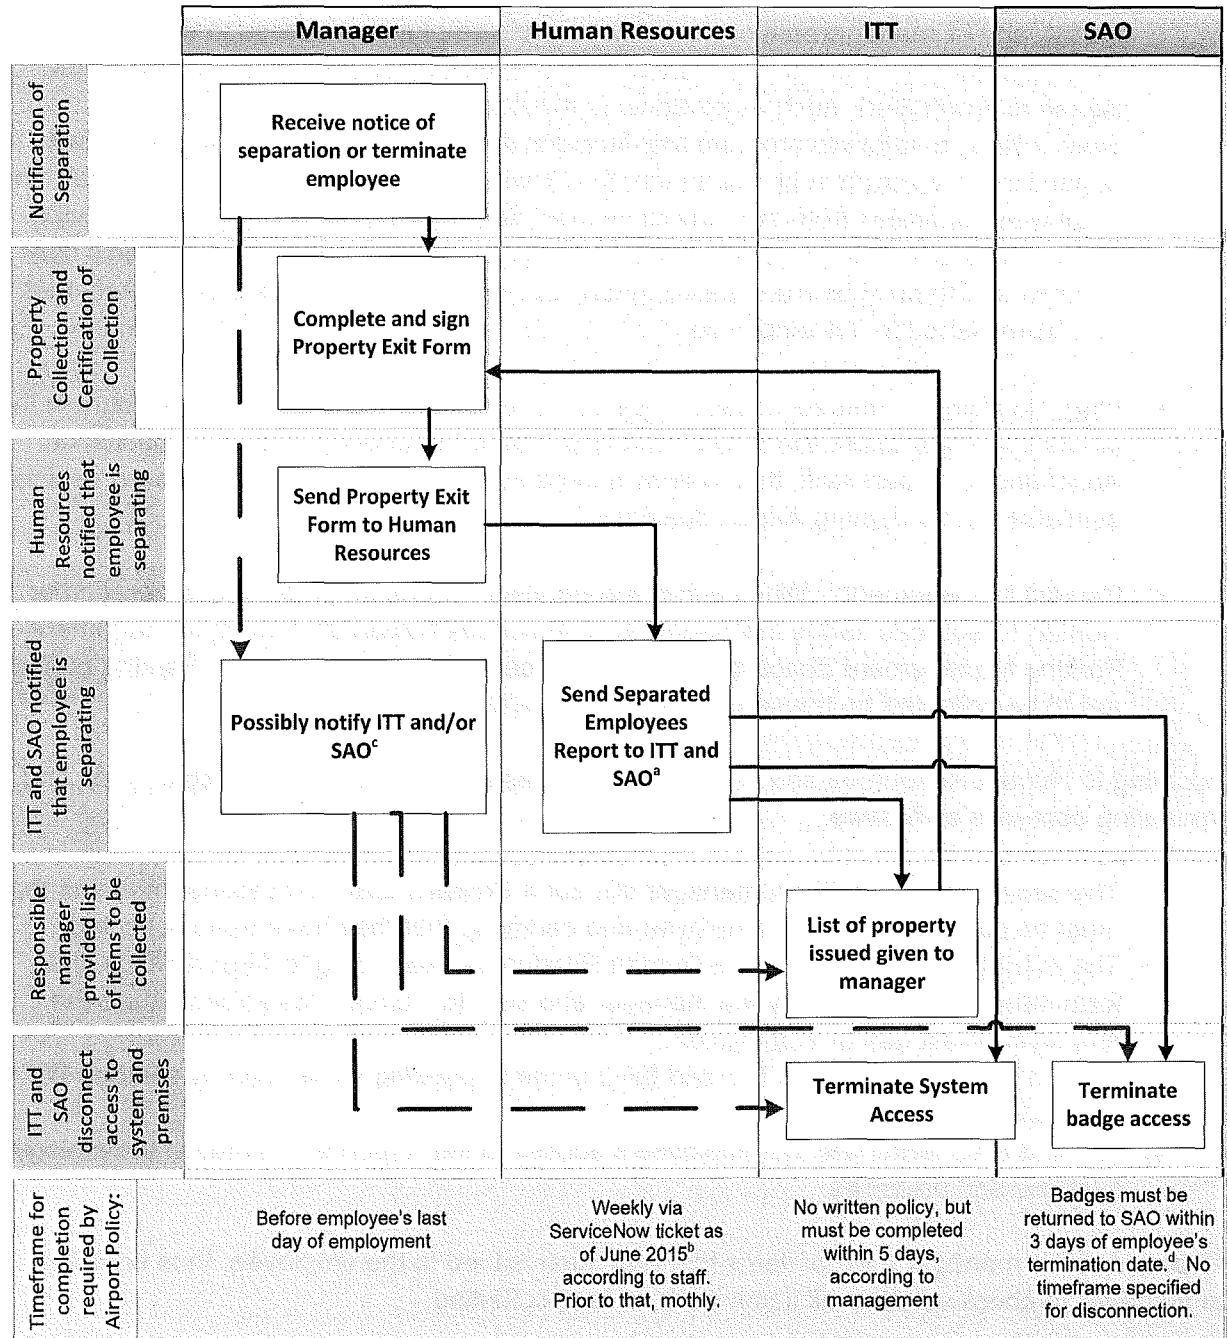 Manager
Human Resources
ITT
SAO
Notification of
Separation
Receive notice of
separation or terminate
employee
Property
Collection and
Certification of
Collection
Complete and sign
Property Exit Form
Human
Resources
notified that
employee is
separating
Send Property Exit
Form to Human
Resources
ITT and SAO notified
that employee is
separating
Possibly notify ITT and/or
SAOᶜ
Send Separated
Employees
Report to ITT and
SAOᵃ
Responsible
manager
provided list
of items to be
collected
List of property
issued given to
manager
ITT and
SAO
disconnect
access to
system and
premises
Terminate System
Access
Terminate
badge access
Timeframe for
completion
required by
Airport Policy:
Before employee's last
day of employment
Weekly via
ServiceNow ticket as
of June 2015ᵇ
according to staff.
Prior to that, mothly.
No written policy, but
must be completed
within 5 days,
according to
management
Badges must be
returned to SAO within
3 days of employee's
termination date.ᵈ No
timeframe specified
for disconnection.